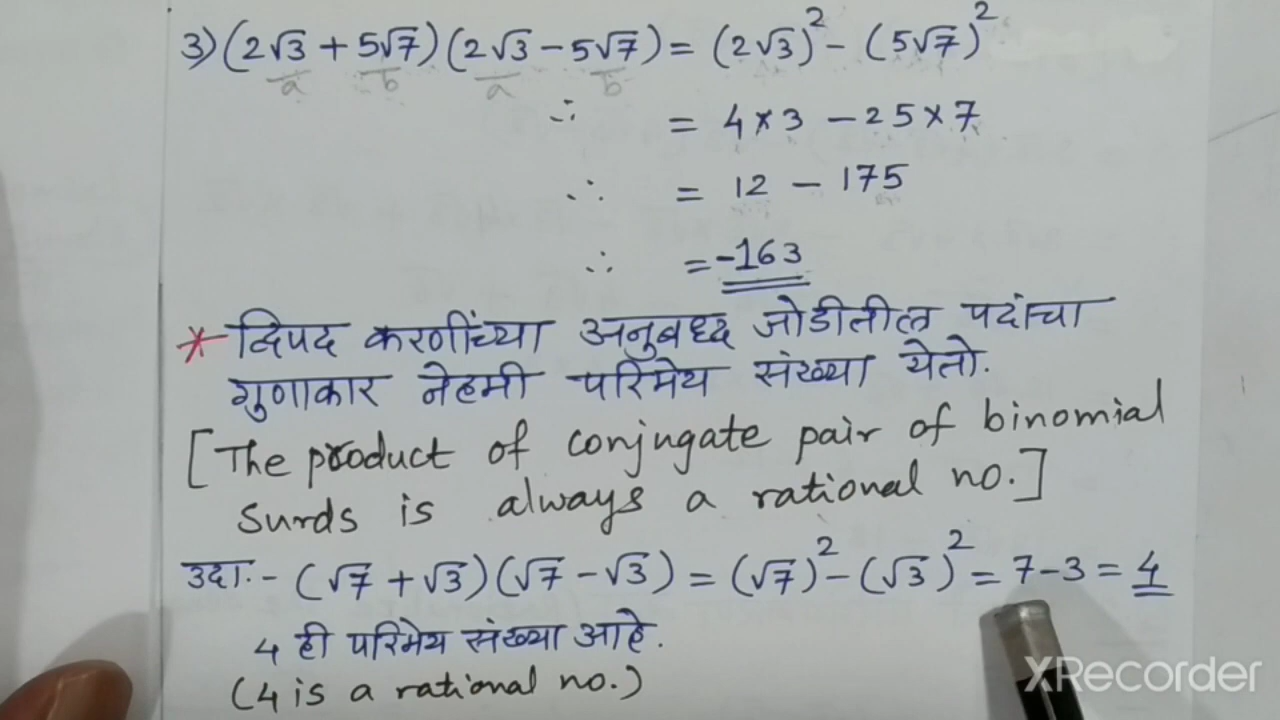 3) (2√3 + 5√7) (2√3 - 5√7) = (2√3)² - (5√7)²
a b a b
∴ = 4 × 3 - 25 × 7
∴ = 12 - 175
∴ = -163
* द्विपद करणींच्या अनुबध्द जोडीतील पदांचा
गुणाकार नेहमी परिमेय संख्या येतो.
[The product of conjugate pair of binomial
Surds is always a rational no.]
उदा.- (√7 + √3) (√7 - √3) = (√7)² - (√3)² = 7 - 3 = 4
4 ही परिमेय संख्या आहे.
(4 is a rational no.)
XRecorder